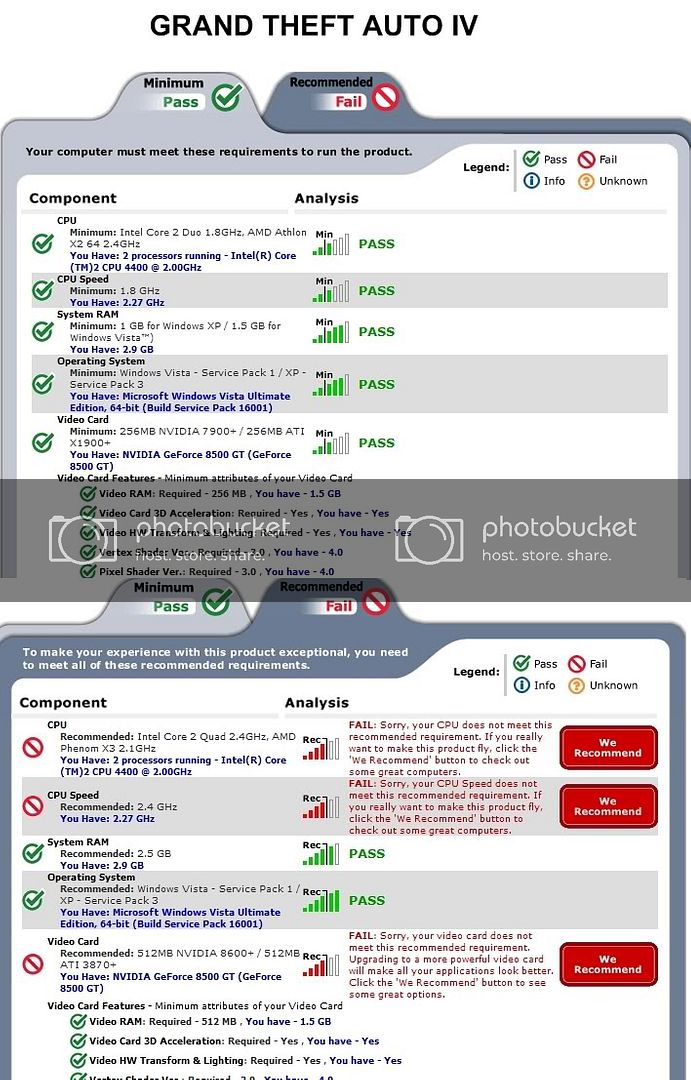 GRAND THEFT AUTO IV
Minimum
Pass
Recommended
Fail
Your computer must meet these requirements to run the product.
Legend:
Pass
Fail
Info
Unknown
Component
Analysis
CPU
Minimum: Intel Core 2 Duo 1.8GHz, AMD Athlon
X2 64 2.4GHz
You Have: 2 processors running - Intel(R) Core
(TM)2 CPU 4400 @ 2.00GHz
Min
PASS
CPU Speed
Minimum: 1.8 GHz
You Have: 2.27 GHz
Min
PASS
System RAM
Minimum: 1 GB for Windows XP / 1.5 GB for
Windows Vista™)
You Have: 2.9 GB
Min
PASS
Operating System
Minimum: Windows Vista - Service Pack 1 / XP -
Service Pack 3
You Have: Microsoft Windows Vista Ultimate
Edition, 64-bit (Build Service Pack 16001)
Min
PASS
Video Card
Minimum: 256MB NVIDIA 7900+ / 256MB ATI
X1900+
You Have: NVIDIA GeForce 8500 GT (GeForce
8500 GT)
Min
PASS
Video Card Features - Minimum attributes of your Video Card
Video RAM: Required - 256 MB , You have - 1.5 GB
Video Card 3D Acceleration: Required - Yes , You have - Yes
Video HW Transform & Lighting: Required - Yes , You have - Yes
Vertex Shader Ver.: Required - 3.0 , You have - 4.0
Pixel Shader Ver.: Required - 3.0 , You have - 4.0
photobucket
host. store. share.
photobucket
host. store. share.
Minimum
Pass
Recommended
Fail
To make your experience with this product exceptional, you need
to meet all of these recommended requirements.
Legend:
Pass
Fail
Info
Unknown
Component
Analysis
CPU
Recommended: Intel Core 2 Quad 2.4GHz, AMD
Phenom X3 2.1GHz
You Have: 2 processors running - Intel(R) Core
(TM)2 CPU 4400 @ 2.00GHz
Rec
FAIL: Sorry, your CPU does not meet this
recommended requirement. If you really
want to make this product fly, click the
'We Recommend' button to check out
some great computers.
We
Recommend
CPU Speed
Recommended: 2.4 GHz
You Have: 2.27 GHz
Rec
FAIL: Sorry, your CPU Speed does not
meet this recommended requirement. If
you really want to make this product fly,
click the 'We Recommend' button to
check out some great computers.
We
Recommend
System RAM
Recommended: 2.5 GB
You Have: 2.9 GB
Rec
PASS
Operating System
Recommended: Windows Vista - Service Pack 1 /
XP - Service Pack 3
You Have: Microsoft Windows Vista Ultimate
Edition, 64-bit (Build Service Pack 16001)
Rec
PASS
Video Card
Recommended: 512MB NVIDIA 8600+ / 512MB
ATI 3870+
You Have: NVIDIA GeForce 8500 GT (GeForce
8500 GT)
Rec
FAIL: Sorry, your video card does not
meet this recommended requirement.
Upgrading to a more powerful video card
will make all your applications look better.
Click the 'We Recommend' button to see
some great options.
We
Recommend
Video Card Features - Minimum attributes of your Video Card
Video RAM: Required - 512 MB , You have - 1.5 GB
Video Card 3D Acceleration: Required - Yes , You have - Yes
Video HW Transform & Lighting: Required - Yes , You have - Yes
Vertex Shader Ver.: Required - 3.0 , You have - 4.0